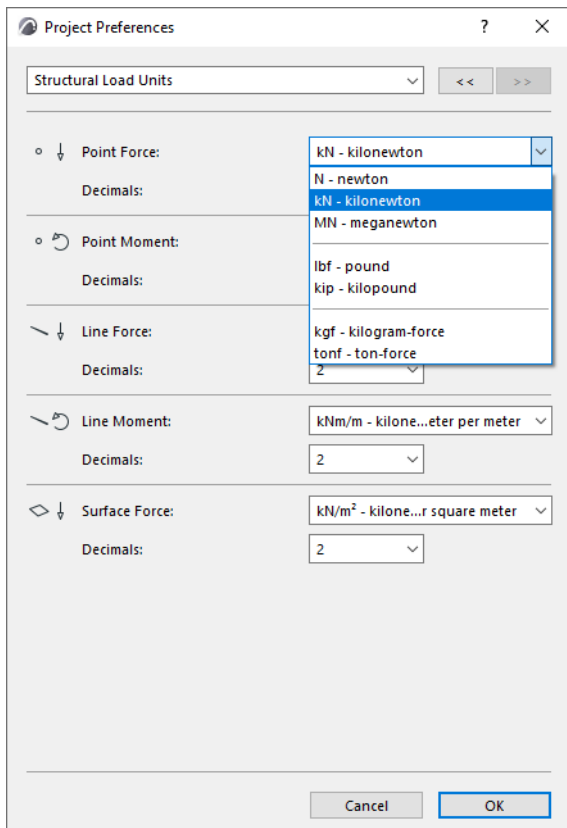 Project Preferences ?
Structural Load Units << >>
Point Force: kN - kilonewton
N - newton
Decimals:
kN - kilonewton
MN - meganewton
Point Moment:
lbf - pound
Decimals:
kip - kilopound
Line Force:
kgf - kilogram-force
tonf - ton-force
Decimals: 2
Line Moment: kNm/m - kilone...eter per meter
Decimals: 2
Surface Force: kN/m² - kilone...r square meter
Decimals: 2
Cancel OK